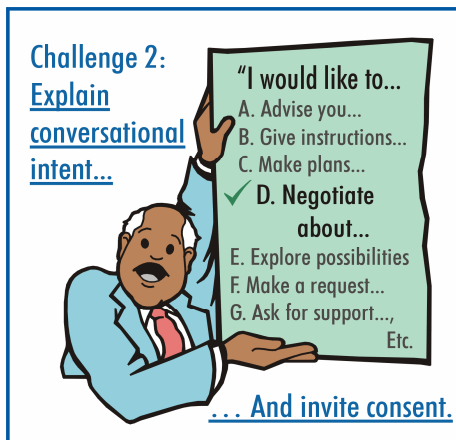 Challenge 2:
Explain
conversational
intent...
“I would like to...
A. Advise you...
B. Give instructions...
C. Make plans...
✓ D. Negotiate
about...
E. Explore possibilities
F. Make a request...
G. Ask for support...,
Etc.
. . . And invite consent.